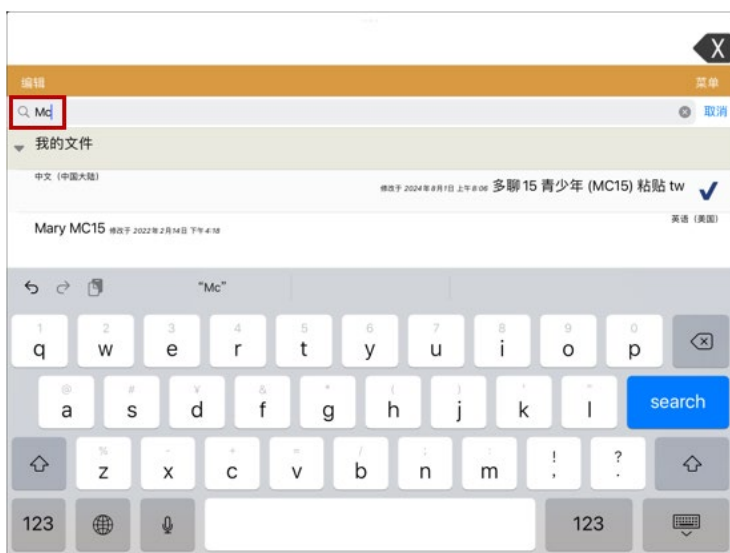 X
编辑 菜单
Mc 取消
我的文件
中文（中国大陆）
修改于 2024年8月1日 上午8:06 多聊15 青少年 (MC15) 粘贴 tw
英语（美国）
Mary MC15 修改于 2022年2月14日 下午4:18
“Mc”
1 2 3 4 5 6 7 8 9 0
q w e r t y u i o p
@ # ¥ & * ( ) ' "
a s d f g h j k l search
% - + = / ; : ! ?
z x c v b n m , .
123 123